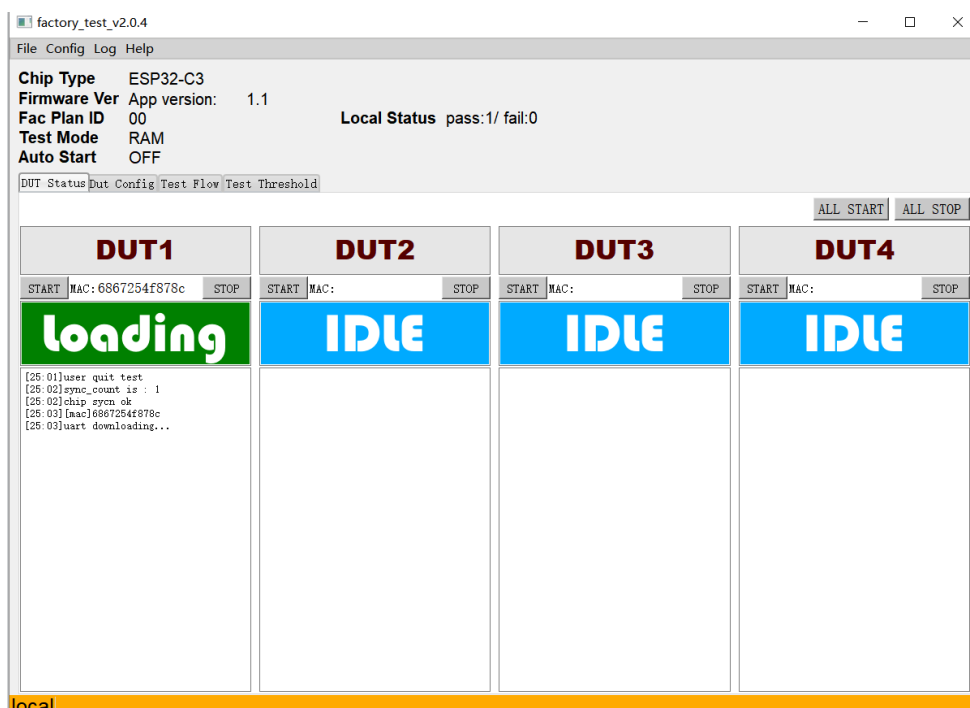 factory_test_v2.0.4
File Config Log Help
Chip Type ESP32-C3
Firmware Ver App version: 1.1
Fac Plan ID 00 Local Status pass:1/ fail:0
Test Mode RAM
Auto Start OFF
DUT Status Dut Config Test Flow Test Threshold
ALL START ALL STOP
DUT1 DUT2 DUT3 DUT4
START MAC:6867254f878c STOP START MAC: STOP START MAC: STOP START MAC: STOP
Loading IDLE IDLE IDLE
[25:01]user quit test
[25:02]sync_count is : 1
[25:02]chip sycn ok
[25:03][mac]6867254f878c
[25:03]uart downloading...
local